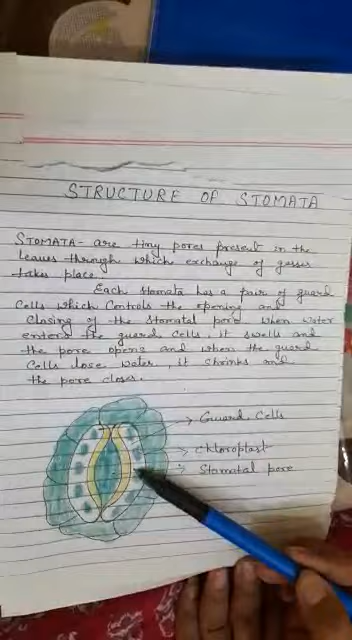 STRUCTURE OF STOMATA
STOMATA - are tiny pores present in the
leaves through which exchange of gases
takes place.
Each stomata has a pair of guard
cells which controls the opening and
closing of the stomatal pore when water
enters the guard cells, it swells and
the pore opens and when the guard
cells lose water, it shrinks and
the pore closes.
Guard cells
chloroplast
Stomatal pore